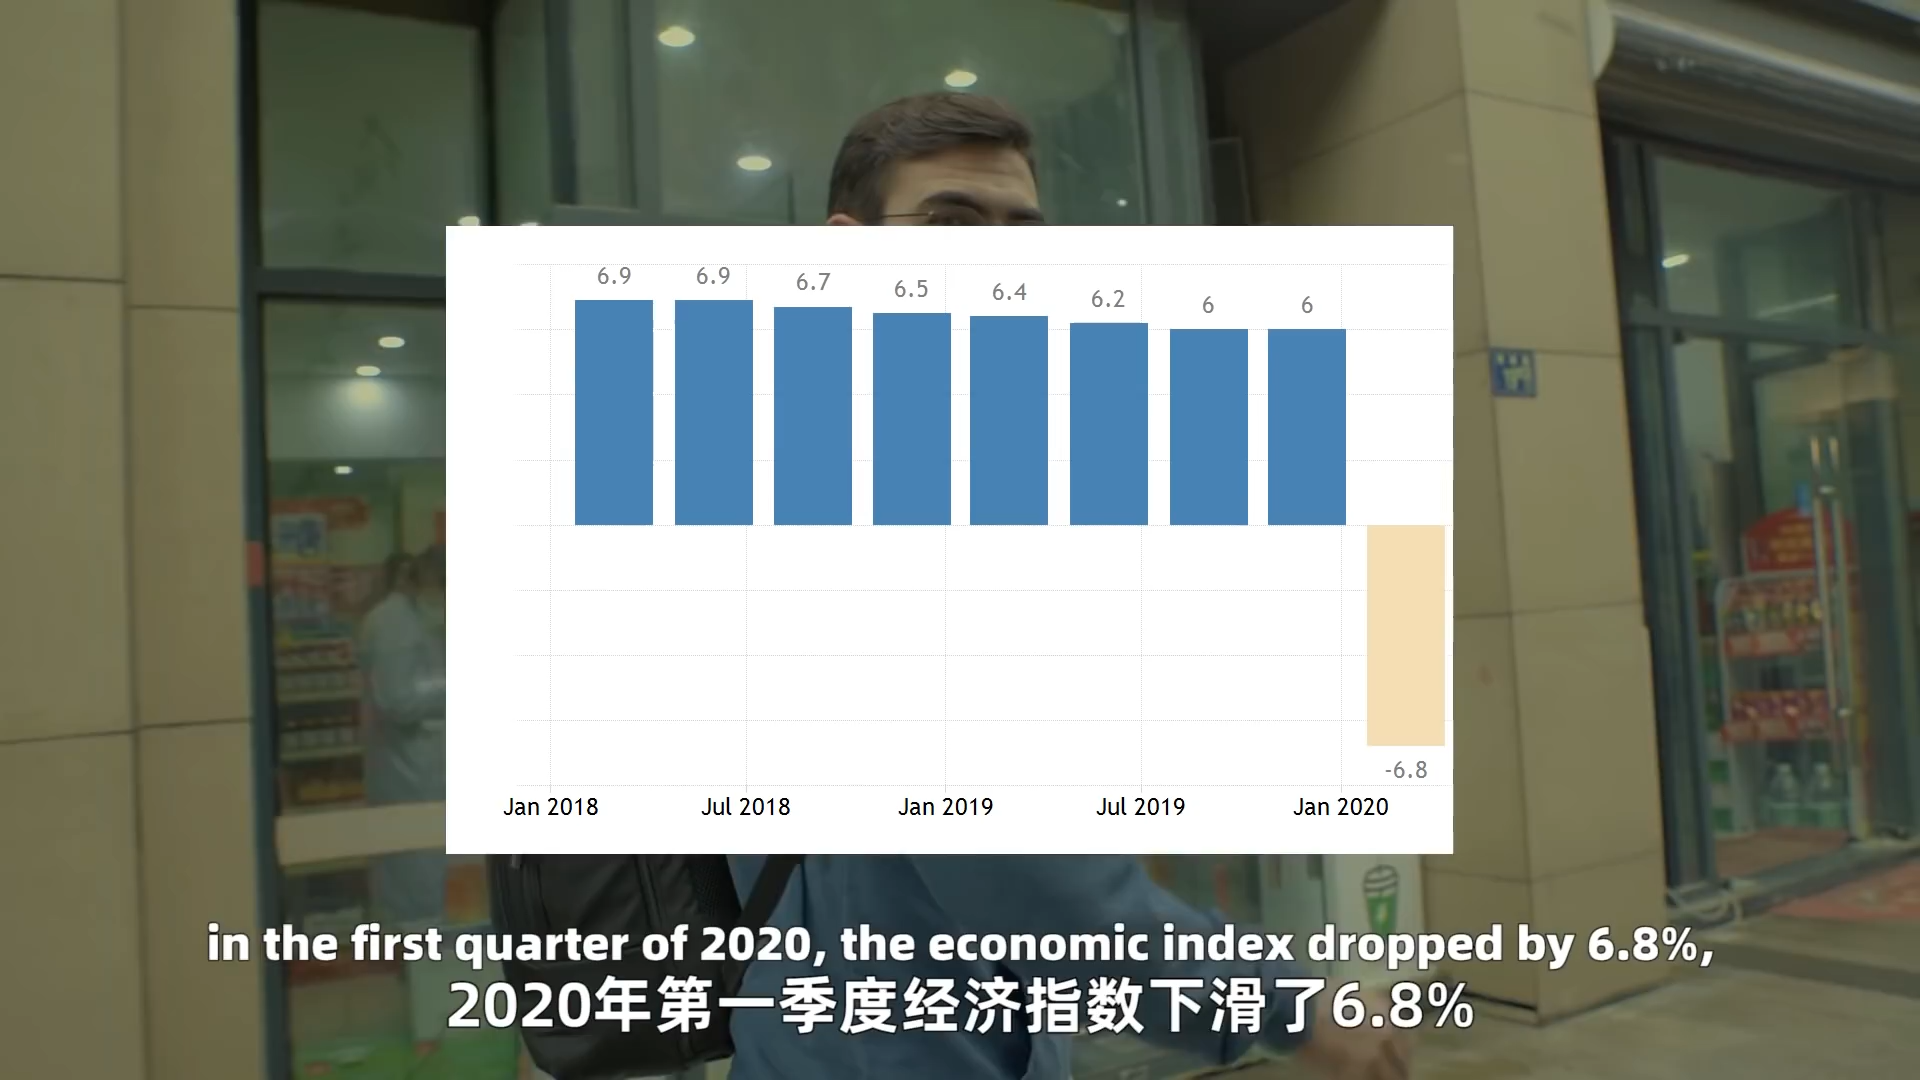 6.9 6.9 6.7 6.5 6.4 6.2 6 6
-6.8
Jan 2018 Jul 2018 Jan 2019 Jul 2019 Jan 2020
in the first quarter of 2020, the economic index dropped by 6.8%,
2020年第一季度经济指数下滑了6.8%